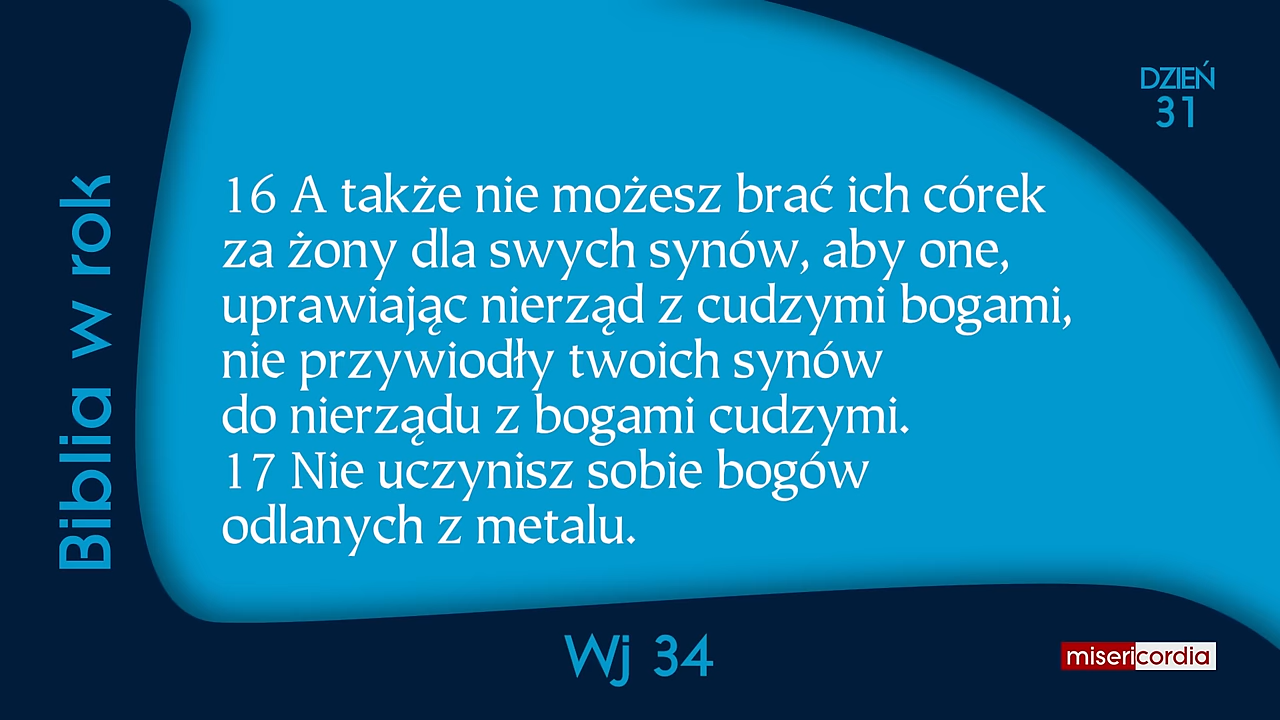 DZIEŃ
31
Biblia w rok
16 A także nie możesz brać ich córek
za żony dla swych synów, aby one,
uprawiając nierząd z cudzymi bogami,
nie przywiodły twoich synów
do nierządu z bogami cudzymi.
17 Nie uczynisz sobie bogów
odlanych z metalu.
Wj 34
misericordia